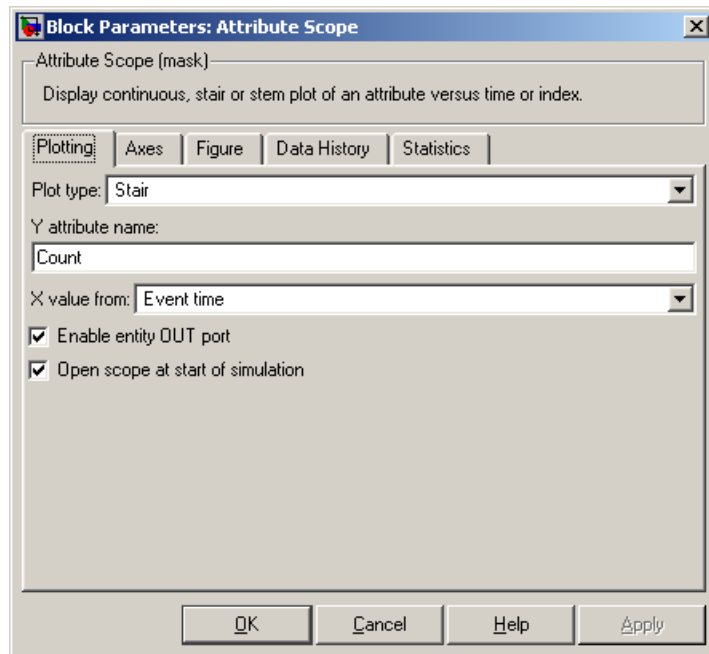 Block Parameters: Attribute Scope
Attribute Scope (mask)
Display continuous, stair or stem plot of an attribute versus time or index.
Plotting Axes Figure Data History Statistics
Plot type: Stair
Y attribute name:
Count
X value from: Event time
Enable entity OUT port
Open scope at start of simulation
OK Cancel Help Apply